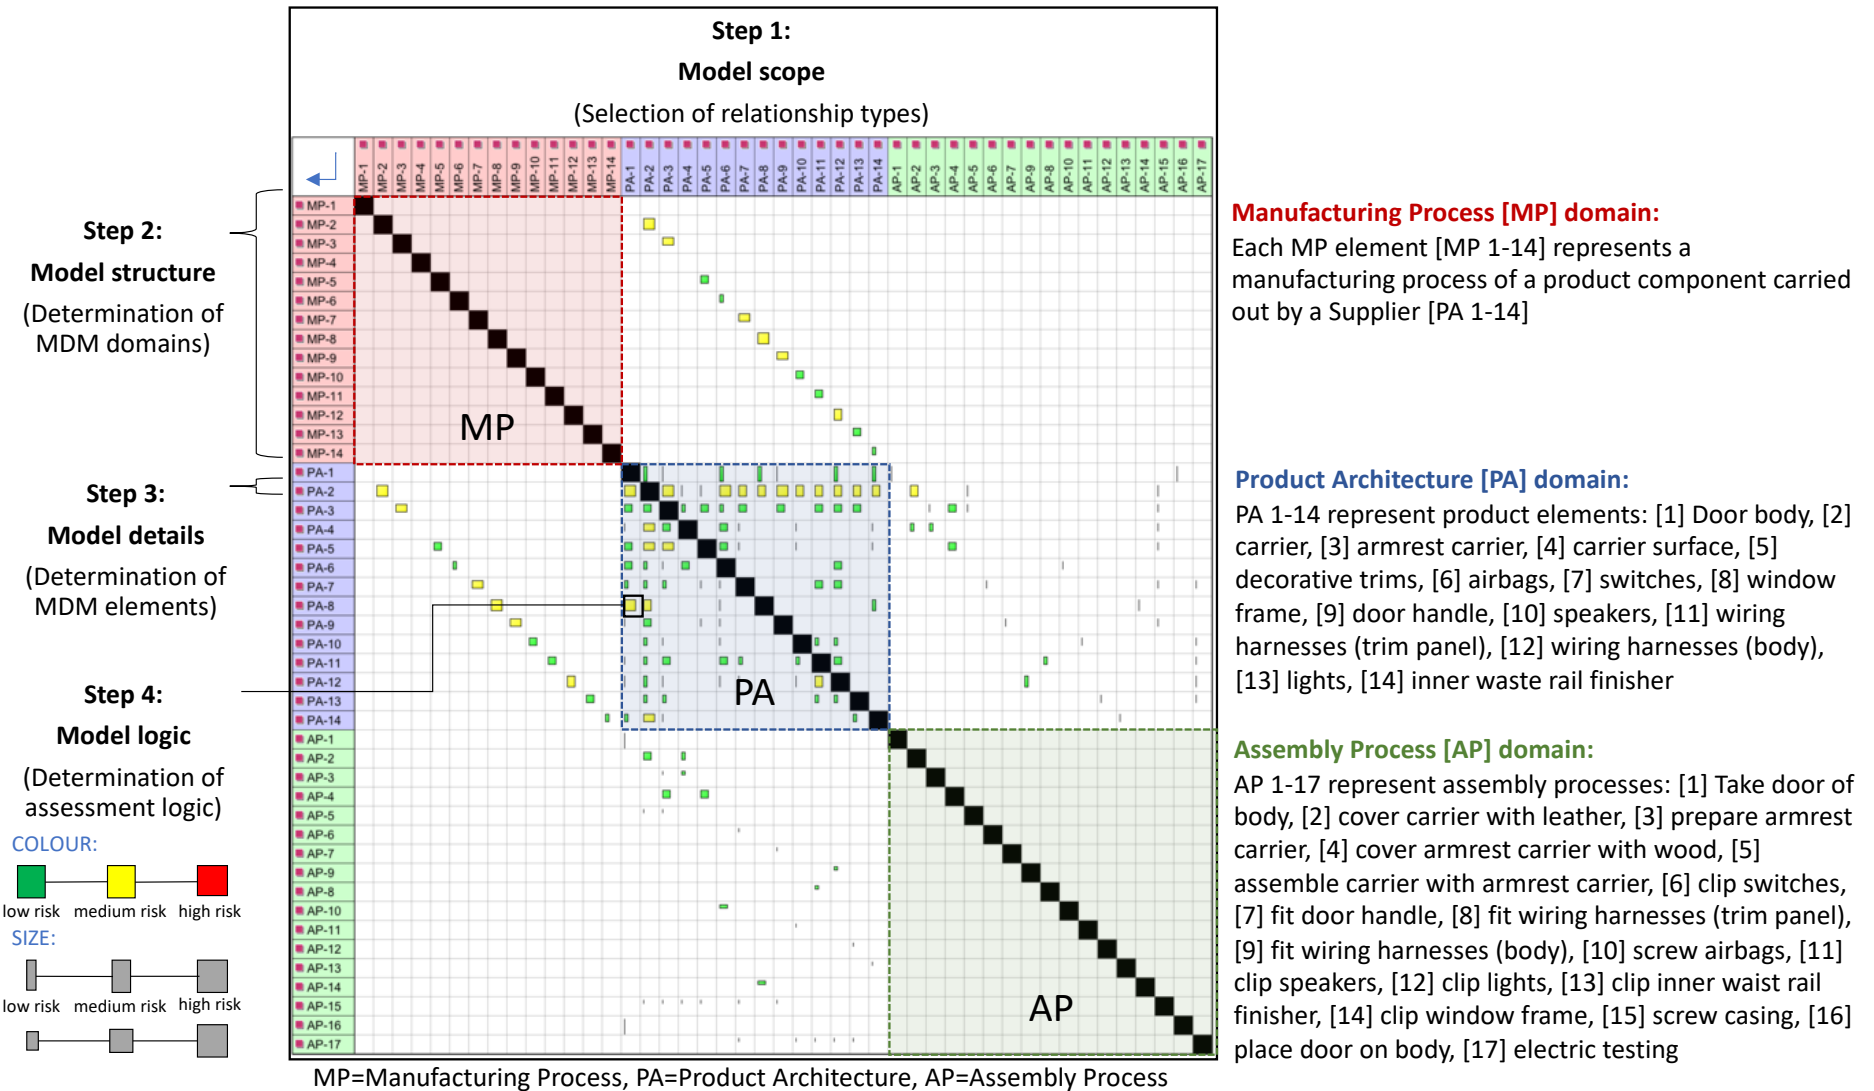 Step 1:
Model scope
(Selection of relationship types)
MP-1
MP-2
MP-3
MP-4
MP-5
MP-6
MP-7
MP-8
MP-9
MP-10
MP-11
MP-12
MP-13
MP-14
PA-1
PA-2
PA-3
PA-4
PA-5
PA-6
PA-7
PA-8
PA-9
PA-10
PA-11
PA-12
PA-13
PA-14
AP-1
AP-2
AP-3
AP-4
AP-5
AP-6
AP-7
AP-9
AP-8
AP-10
AP-11
AP-12
AP-13
AP-14
AP-15
AP-16
AP-17
MP-1
MP-2
MP-3
MP-4
MP-5
MP-6
MP-7
MP-8
MP-9
MP-10
MP-11
MP-12
MP-13
MP-14
PA-1
PA-2
PA-3
PA-4
PA-5
PA-6
PA-7
PA-8
PA-9
PA-10
PA-11
PA-12
PA-13
PA-14
AP-1
AP-2
AP-3
AP-4
AP-5
AP-6
AP-7
AP-9
AP-8
AP-10
AP-11
AP-12
AP-13
AP-14
AP-15
AP-16
AP-17
MP
PA
AP
Step 2:
Model structure
(Determination of
MDM domains)
Step 3:
Model details
(Determination of
MDM elements)
Step 4:
Model logic
(Determination of
assessment logic)
COLOUR:
low risk medium risk high risk
SIZE:
low risk medium risk high risk
Manufacturing Process [MP] domain:
Each MP element [MP 1-14] represents a
manufacturing process of a product component carried
out by a Supplier [PA 1-14]
Product Architecture [PA] domain:
PA 1-14 represent product elements: [1] Door body, [2]
carrier, [3] armrest carrier, [4] carrier surface, [5]
decorative trims, [6] airbags, [7] switches, [8] window
frame, [9] door handle, [10] speakers, [11] wiring
harnesses (trim panel), [12] wiring harnesses (body),
[13] lights, [14] inner waste rail finisher
Assembly Process [AP] domain:
AP 1-17 represent assembly processes: [1] Take door of
body, [2] cover carrier with leather, [3] prepare armrest
carrier, [4] cover armrest carrier with wood, [5]
assemble carrier with armrest carrier, [6] clip switches,
[7] fit door handle, [8] fit wiring harnesses (trim panel),
[9] fit wiring harnesses (body), [10] screw airbags, [11]
clip speakers, [12] clip lights, [13] clip inner waist rail
finisher, [14] clip window frame, [15] screw casing, [16]
place door on body, [17] electric testing
MP=Manufacturing Process, PA=Product Architecture, AP=Assembly Process